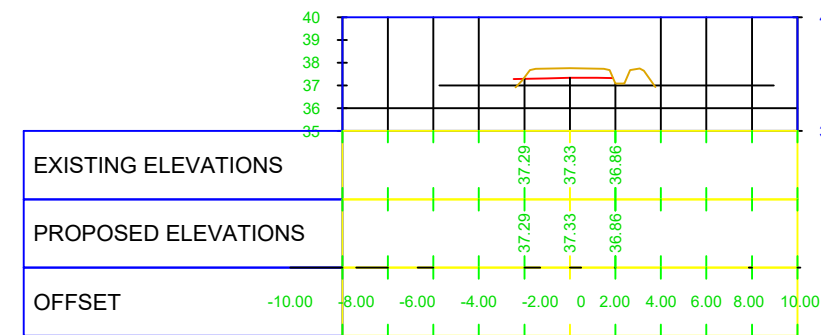 40
39
38
37
36
35
EXISTING ELEVATIONS 37.29 37.33 36.86
PROPOSED ELEVATIONS 37.29 37.33 36.86
OFFSET -10.00 -8.00 -6.00 -4.00 -2.00 0 2.00 4.00 6.00 8.00 10.00